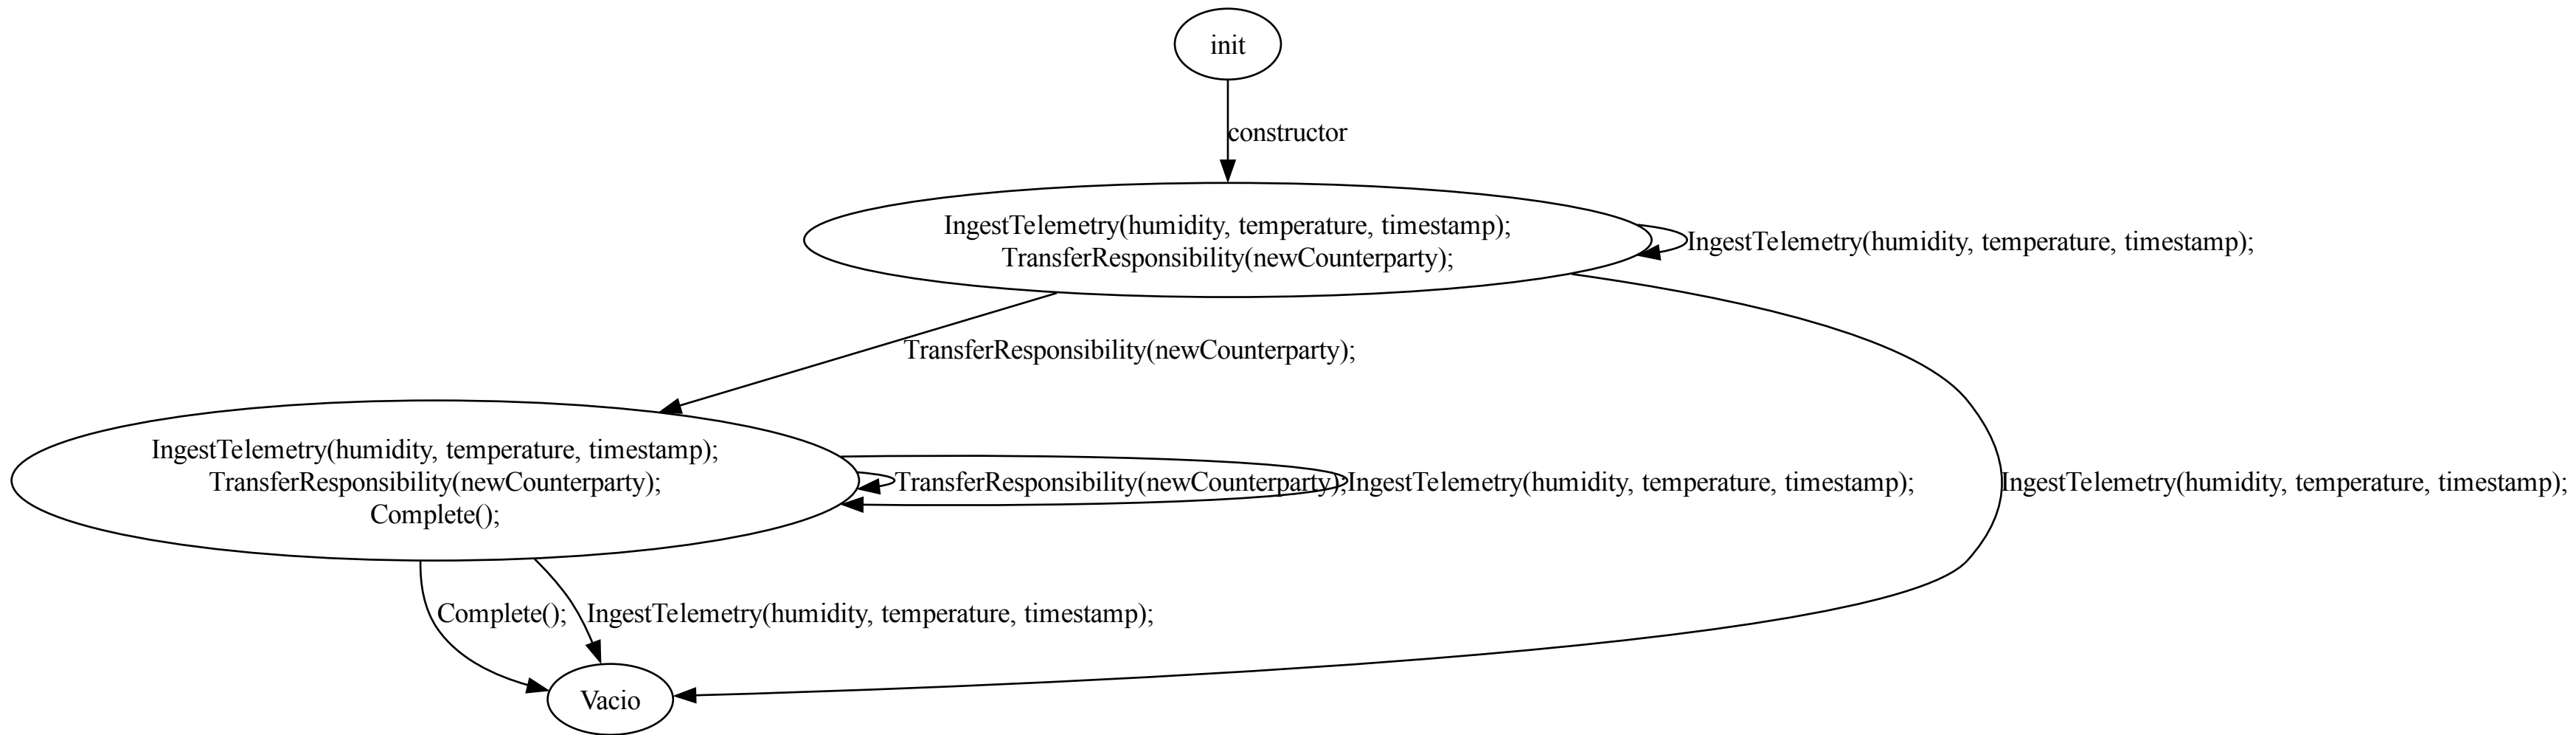 init
constructor
IngestTelemetry(humidity, temperature, timestamp);
TransferResponsibility(newCounterparty);
IngestTelemetry(humidity, temperature, timestamp);
TransferResponsibility(newCounterparty);
IngestTelemetry(humidity, temperature, timestamp);
TransferResponsibility(newCounterparty);
Complete();
TransferResponsibility(newCounterparty);
IngestTelemetry(humidity, temperature, timestamp);
IngestTelemetry(humidity, temperature, timestamp);
Complete();
IngestTelemetry(humidity, temperature, timestamp);
Vacio